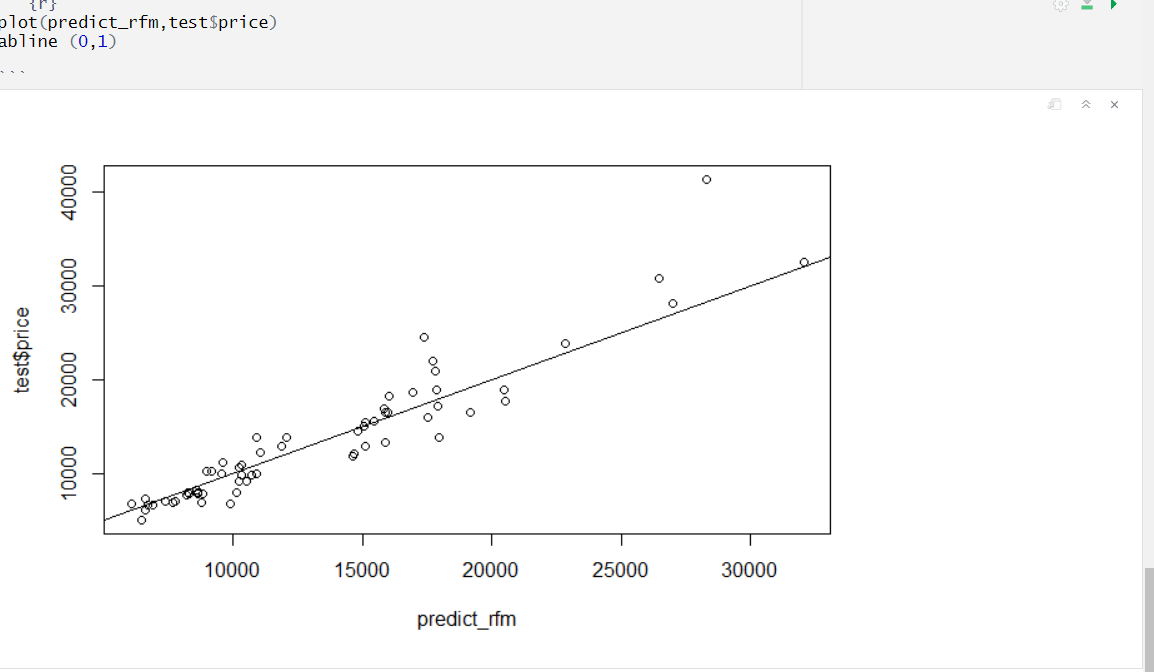 {r}
plot(predict_rfm,test$price)
abline (0,1)
```
40000
30000
20000
10000
test$price
10000 15000 20000 25000 30000
predict_rfm